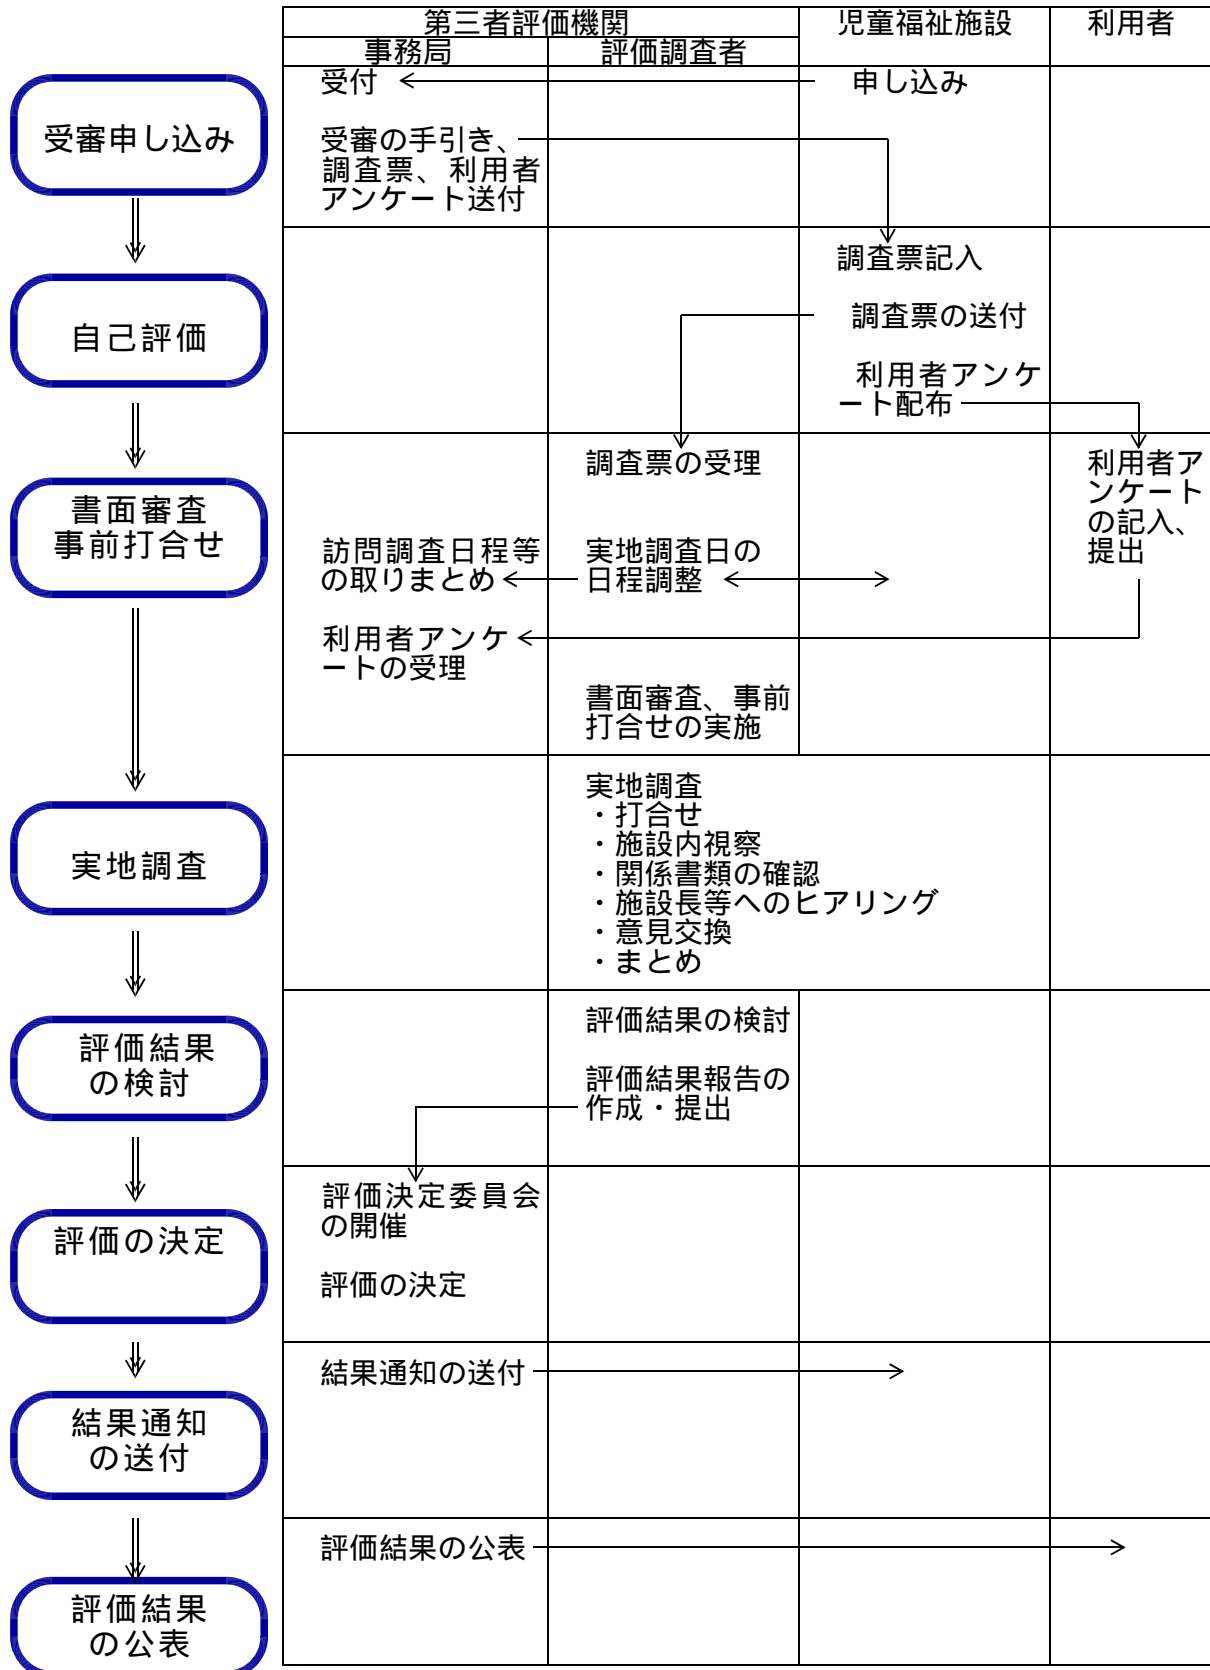 第三者評価機関
児童福祉施設
利用者
事務局
評価調査者
受審申し込み
受付
申し込み
受審の手引き、
調査票、利用者
アンケート送付
自己評価
調査票記入
調査票の送付
利用者アンケ
ート配布
書面審査
事前打合せ
調査票の受理
利用者ア
ンケート
の記入、
提出
訪問調査日程等
の取りまとめ
実地調査日の
日程調整
利用者アンケ
ートの受理
書面審査、事前
打合せの実施
実地調査
実地調査
・打合せ
・施設内視察
・関係書類の確認
・施設長等へのヒアリング
・意見交換
・まとめ
評価結果
の検討
評価結果の検討
評価結果報告の
作成・提出
評価の決定
評価決定委員会
の開催
評価の決定
結果通知
の送付
結果通知の送付
評価結果
の公表
評価結果の公表